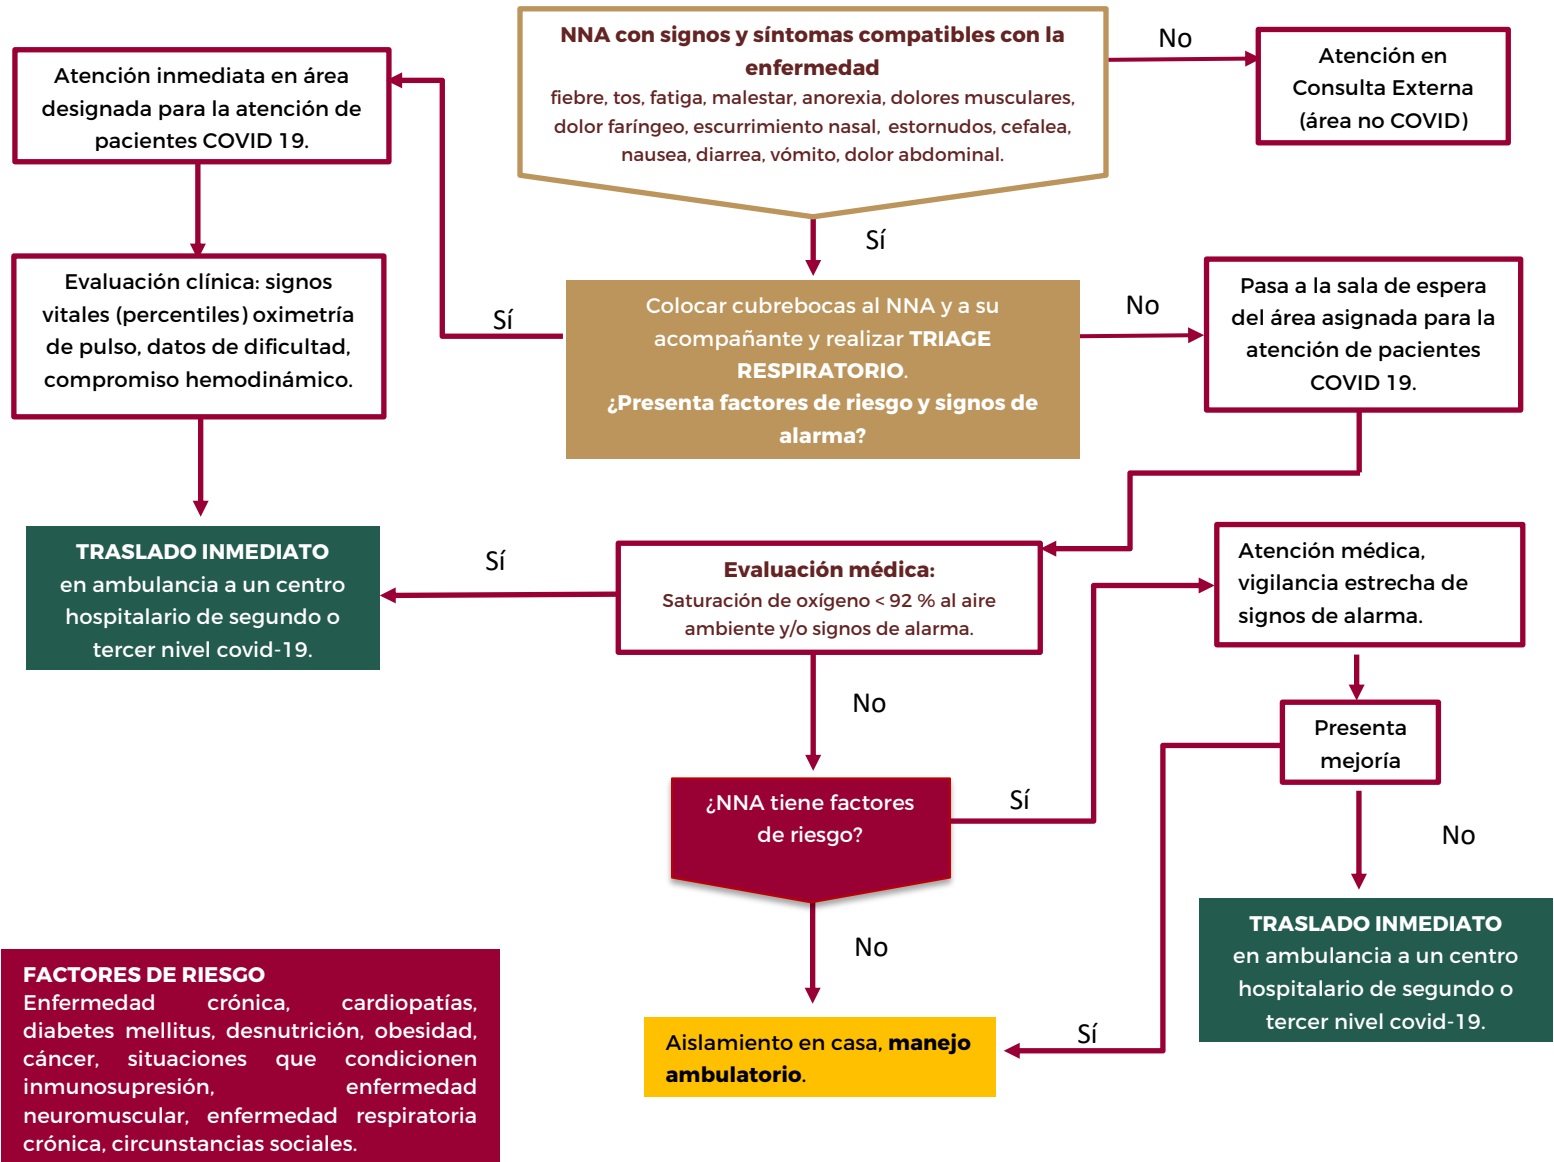 NNA con signos y síntomas compatibles con la
enfermedad
fiebre, tos, fatiga, malestar, anorexia, dolores musculares,
dolor faríngeo, escurrimiento nasal, estornudos, cefalea,
nausea, diarrea, vómito, dolor abdominal.
No
Atención en
Consulta Externa
(área no COVID)
Atención inmediata en área
designada para la atención de
pacientes COVID 19.
Sí
Evaluación clínica: signos
vitales (percentiles) oximetría
de pulso, datos de dificultad,
compromiso hemodinámico.
Sí
Colocar cubrebocas al NNA y a su
acompañante y realizar TRIAGE
RESPIRATORIO.
¿Presenta factores de riesgo y signos de
alarma?
No
Pasa a la sala de espera
del área asignada para la
atención de pacientes
COVID 19.
TRASLADO INMEDIATO
en ambulancia a un centro
hospitalario de segundo o
tercer nivel covid-19.
Sí
Evaluación médica:
Saturación de oxígeno < 92 % al aire
ambiente y/o signos de alarma.
Atención médica,
vigilancia estrecha de
signos de alarma.
No
Presenta
mejoría
¿NNA tiene factores
de riesgo?
Sí
No
No
TRASLADO INMEDIATO
en ambulancia a un centro
hospitalario de segundo o
tercer nivel covid-19.
Sí
Aislamiento en casa, manejo
ambulatorio.
FACTORES DE RIESGO
Enfermedad crónica, cardiopatías,
diabetes mellitus, desnutrición, obesidad,
cáncer, situaciones que condicionen
inmunosupresión, enfermedad
neuromuscular, enfermedad respiratoria
crónica, circunstancias sociales.